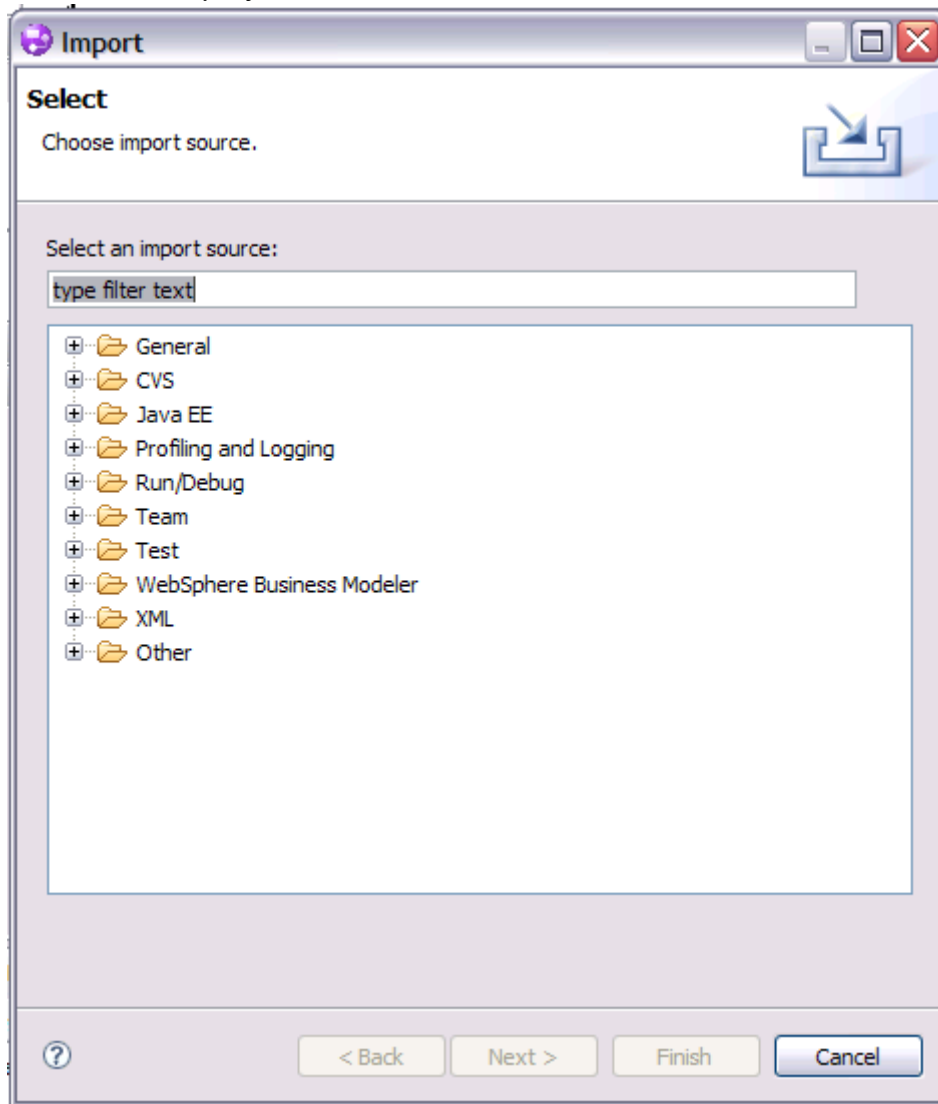 Import
Select
Choose import source.
Select an import source:
type filter text
General
CVS
Java EE
Profiling and Logging
Run/Debug
Team
Test
WebSphere Business Modeler
XML
Other
? < Back Next > Finish Cancel